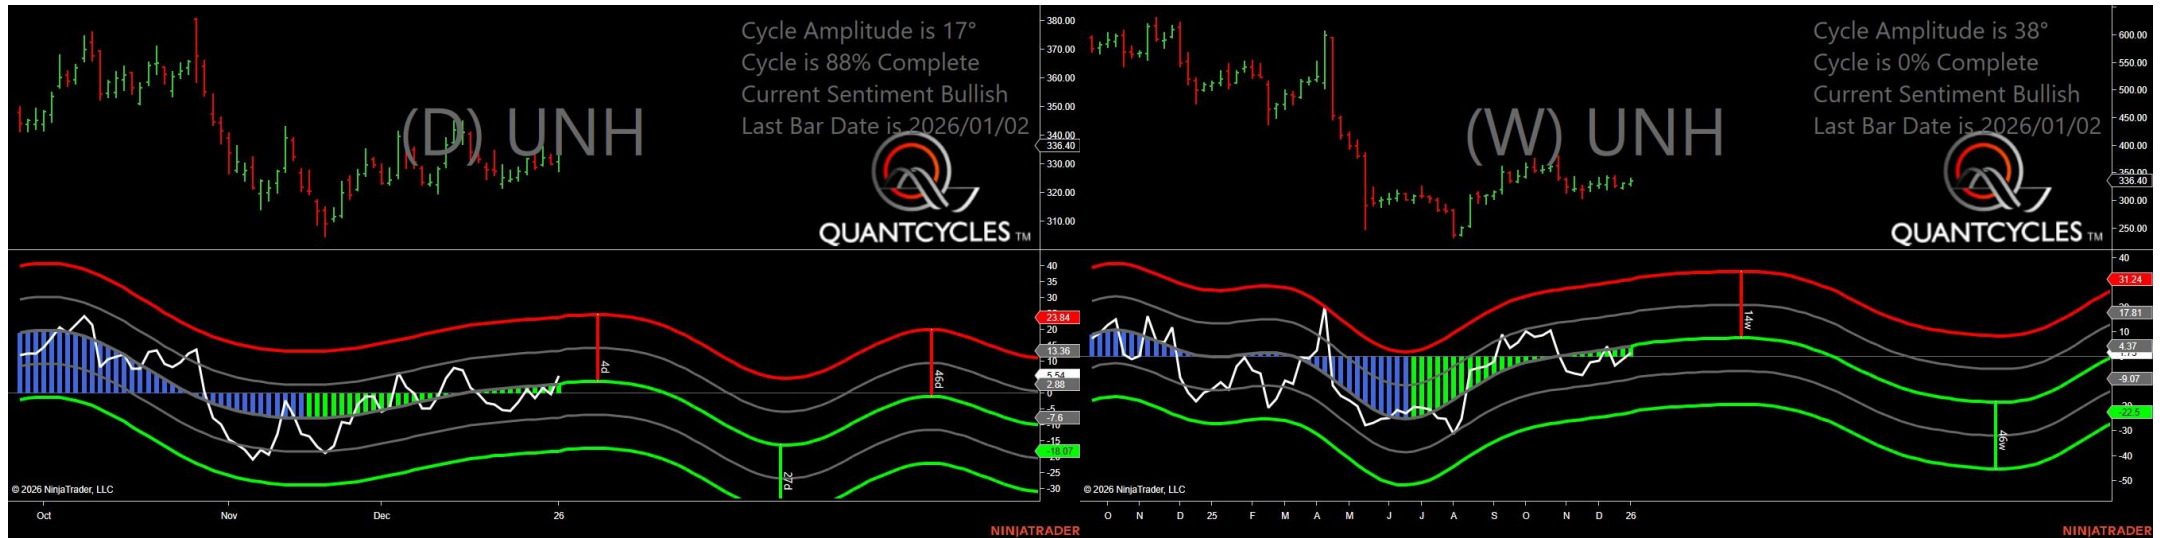 Cycle Amplitude is 17°
Cycle is 88% Complete
Current Sentiment Bullish
Last Bar Date is 2026/01/02
(D) UNH
QUANTCYCLES TM
380.00
370.00
360.00
350.00
340.00
336.40
330.00
320.00
310.00
40
35
30
25
23.84
20
13.36
10
5.54
2.88
0
-5
-7.6
-10
-15
-18.07
-25
-30
4d
27d
46d
© 2026 NinjaTrader, LLC
Oct
Nov
Dec
26
NINJATRADER
Cycle Amplitude is 38°
Cycle is 0% Complete
Current Sentiment Bullish
Last Bar Date is 2026/01/02
(W) UNH
QUANTCYCLES TM
600.00
550.00
500.00
450.00
400.00
350.00
336.40
300.00
250.00
40
31.24
17.81
10
4.37
-9.07
-22.5
-30
-40
-50
14w
46w
© 2026 NinjaTrader, LLC
O N D 25 F M A M J J A S O N D 26
NINJATRADER